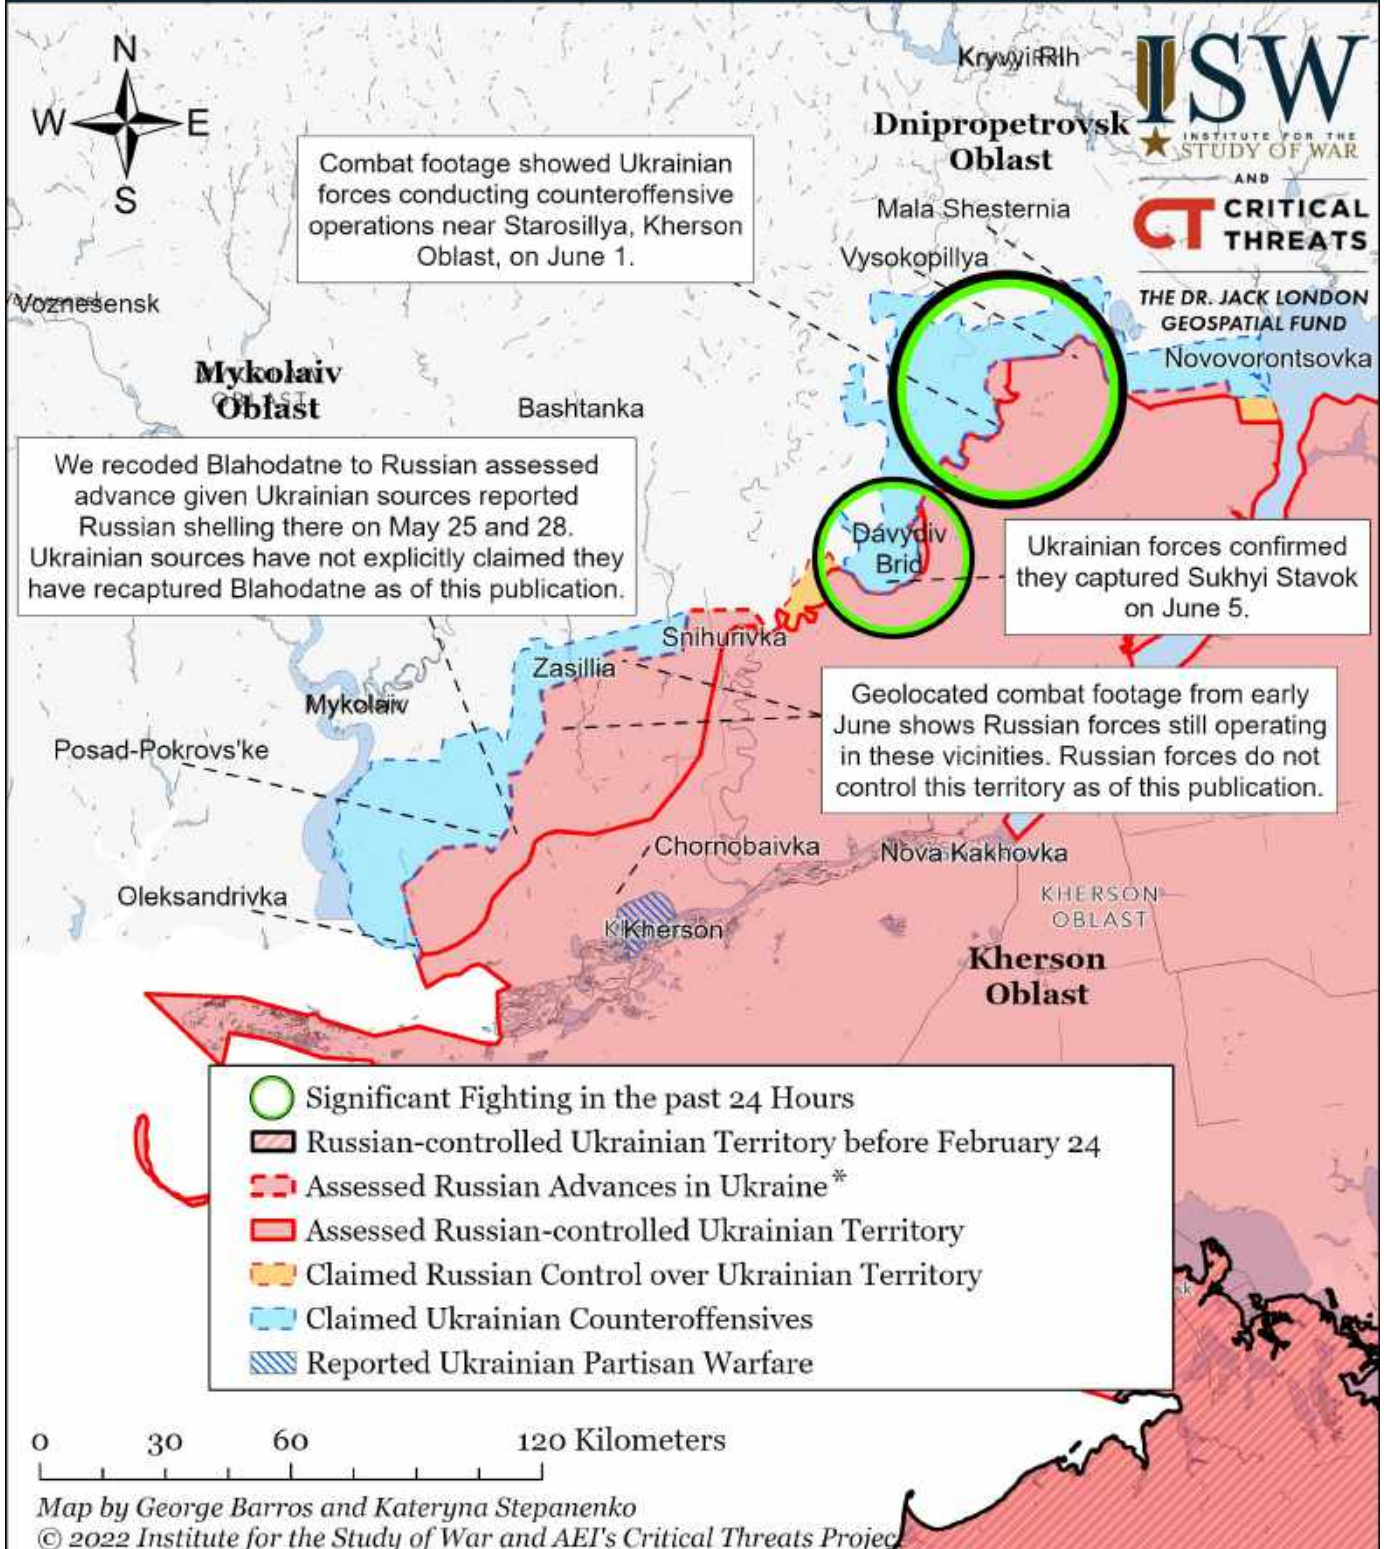 N
W E
S
Kryvyi Rih
ISW
INSTITUTE FOR THE
STUDY OF WAR
AND
CT CRITICAL
THREATS
THE DR. JACK LONDON
GEOSPATIAL FUND
Dnipropetrovsk
Oblast
Combat footage showed Ukrainian
forces conducting counteroffensive
operations near Starosillya, Kherson
Oblast, on June 1.
Mala Shesternia
Vysokopillya
Voznesensk
Novovorontsovka
Mykolaiv
Oblast
OBLAST
Bashtanka
We recoded Blahodatne to Russian assessed
advance given Ukrainian sources reported
Russian shelling there on May 25 and 28.
Ukrainian sources have not explicitly claimed they
have recaptured Blahodatne as of this publication.
Davydiv
Brid
Ukrainian forces confirmed
they captured Sukhyi Stavok
on June 5.
Snihurivka
Zasillia
Mykolaiv
Geolocated combat footage from early
June shows Russian forces still operating
in these vicinities. Russian forces do not
control this territory as of this publication.
Posad-Pokrovs'ke
Chornobaivka
Nova Kakhovka
Oleksandrivka
KHERSON
OBLAST
Kherson
Kherson
Oblast
Significant Fighting in the past 24 Hours
Russian-controlled Ukrainian Territory before February 24
Assessed Russian Advances in Ukraine*
Assessed Russian-controlled Ukrainian Territory
Claimed Russian Control over Ukrainian Territory
Claimed Ukrainian Counteroffensives
Reported Ukrainian Partisan Warfare
0 30 60 120 Kilometers
Map by George Barros and Kateryna Stepanenko
© 2022 Institute for the Study of War and AEI's Critical Threats Project